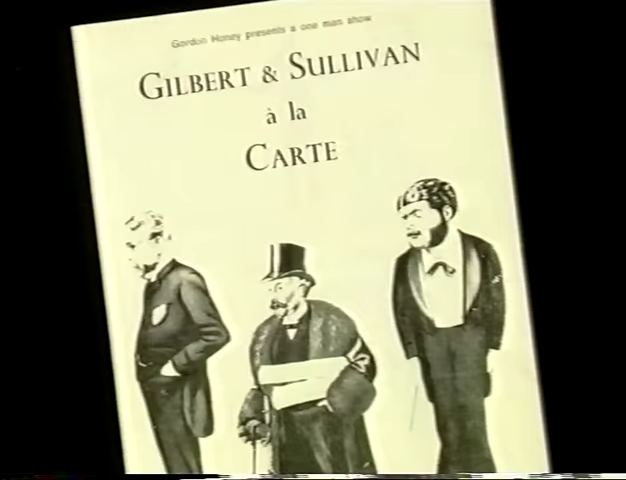 Gordon Honey presents a one man show
GILBERT & SULLIVAN
à la
CARTE